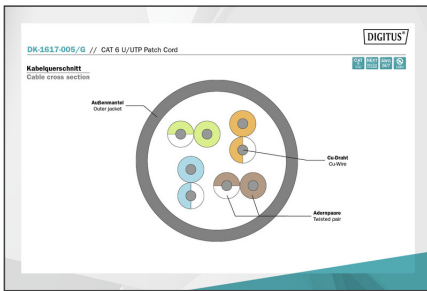 DIGITUS®
DK-1617-005/G // CAT 6 U/UTP Patch Cord
Kabelquerschnitt
Cable cross section
Außenmantel
Outer jacket
Cu-Draht
Cu-Wire
Adernpaare
Twisted pair